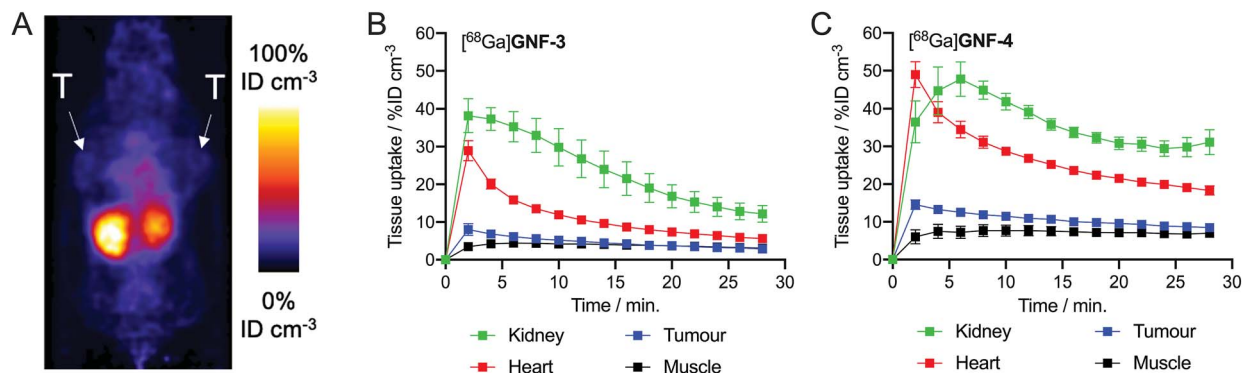 A
T
T
100%
ID cm⁻³
0%
ID cm⁻³
B
[⁶⁸Ga]GNF-3
Tissue uptake / %ID cm⁻³
60
50
40
30
20
10
0
0 5 10 15 20 25 30
Time / min.
Kidney
Tumour
Heart
Muscle
C
[⁶⁸Ga]GNF-4
Tissue uptake / %ID cm⁻³
60
50
40
30
20
10
0
0 5 10 15 20 25 30
Time / min.
Kidney
Tumour
Heart
Muscle